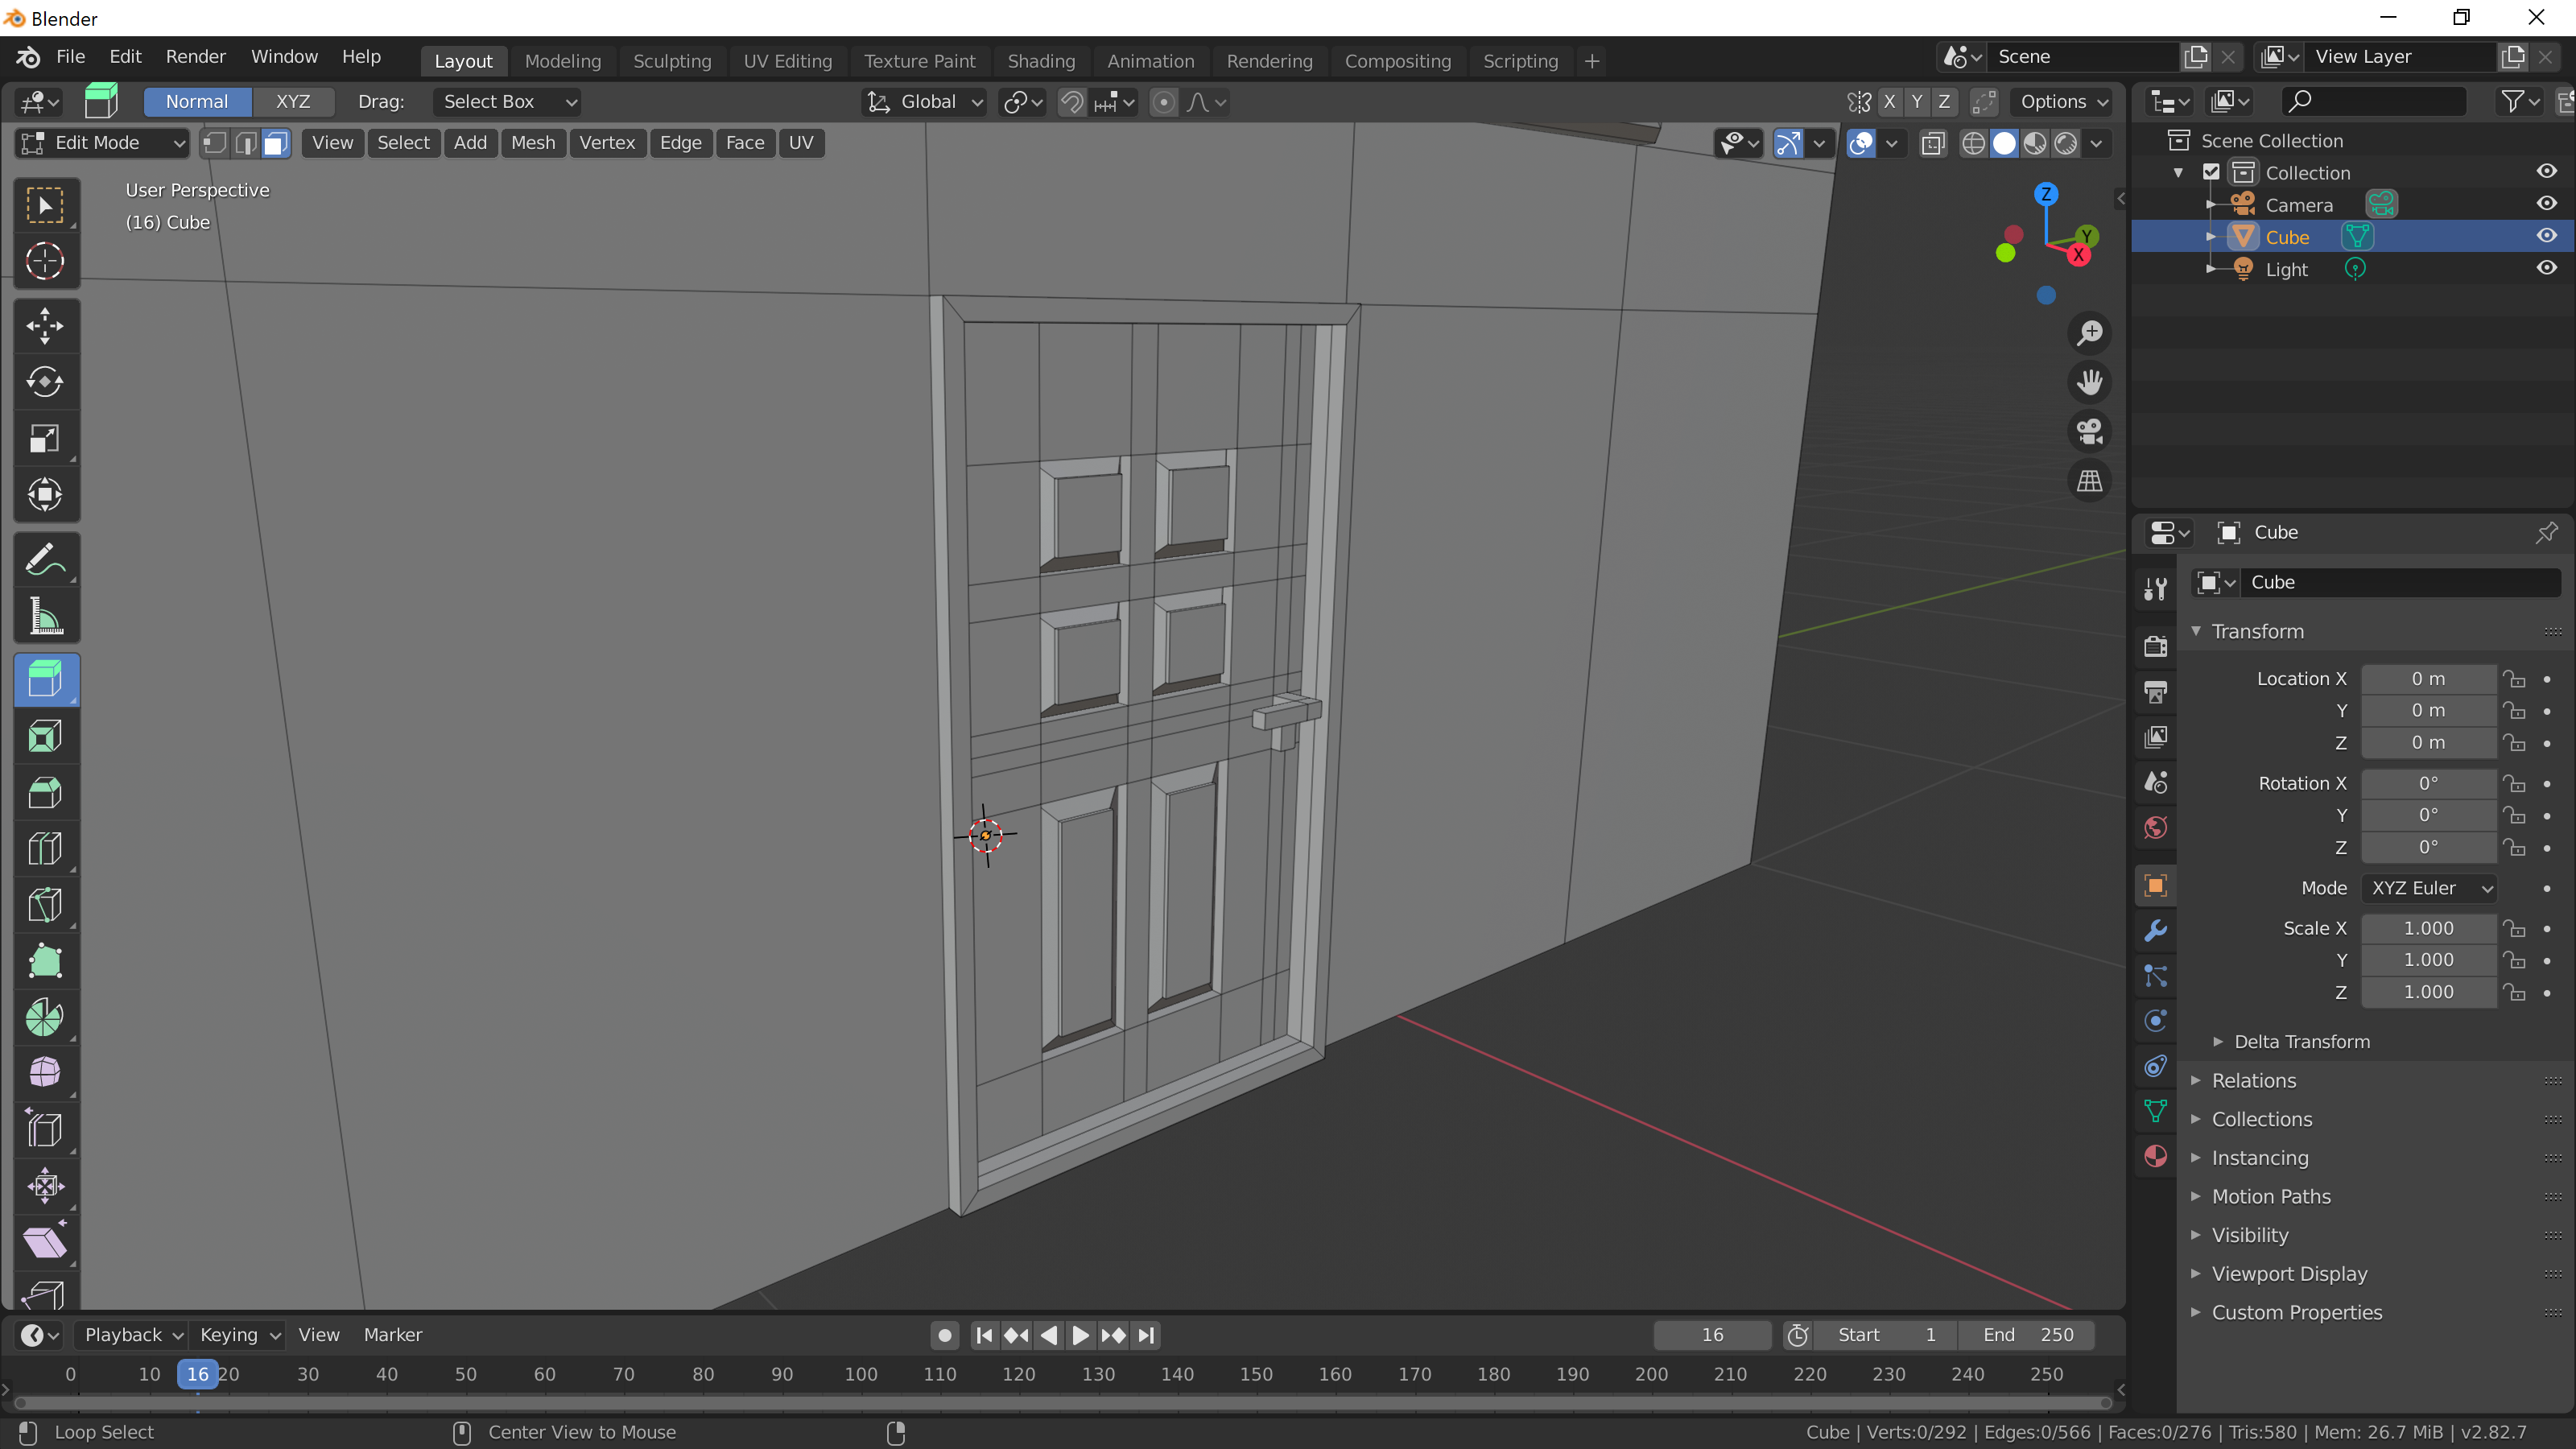 Blender
File Edit Render Window Help Layout Modeling Sculpting UV Editing Texture Paint Shading Animation Rendering Compositing Scripting + Scene View Layer
Normal XYZ Drag: Select Box Global X Y Z Options
Edit Mode View Select Add Mesh Vertex Edge Face UV
User Perspective
(16) Cube
Z
Y
X
Scene Collection
Collection
Camera
Cube
Light
Cube
Cube
Transform
Location X 0 m
Y 0 m
Z 0 m
Rotation X 0°
Y 0°
Z 0°
Mode XYZ Euler
Scale X 1.000
Y 1.000
Z 1.000
Delta Transform
Relations
Collections
Instancing
Motion Paths
Visibility
Viewport Display
Custom Properties
Playback Keying View Marker 16 Start 1 End 250
0 10 16 20 30 40 50 60 70 80 90 100 110 120 130 140 150 160 170 180 190 200 210 220 230 240 250
Loop Select Center View to Mouse Cube | Verts:0/292 | Edges:0/566 | Faces:0/276 | Tris:580 | Mem: 26.7 MiB | v2.82.7